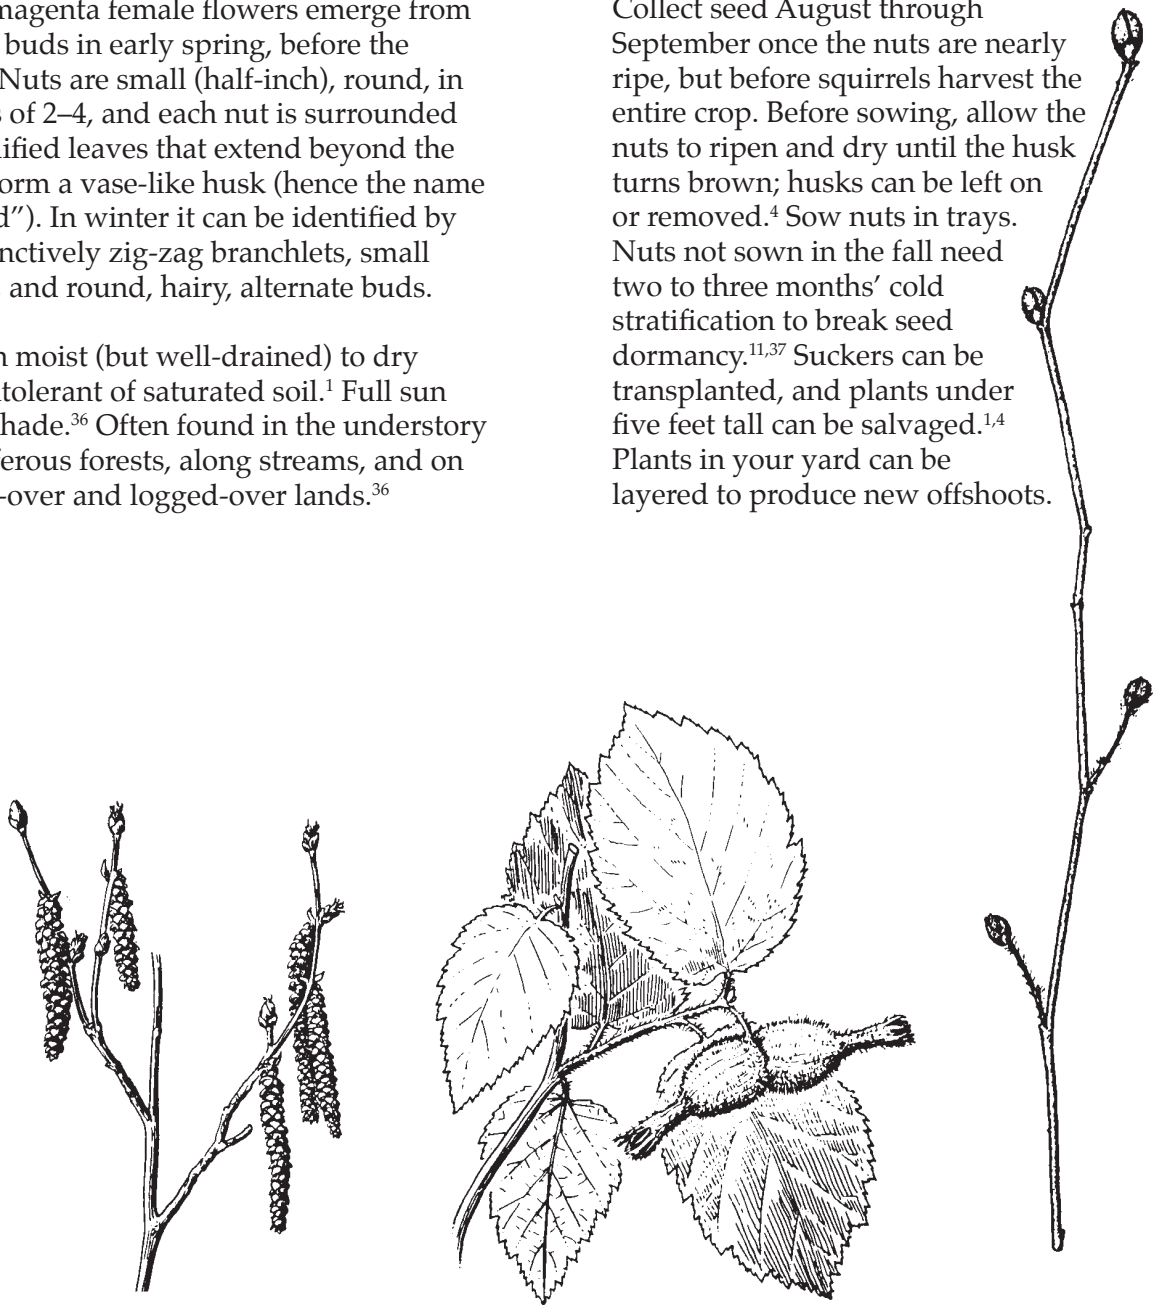 magenta female flowers emerge from
buds in early spring, before the
Nuts are small (half-inch), round, in
s of 2–4, and each nut is surrounded
ified leaves that extend beyond the
orm a vase-like husk (hence the name
d”). In winter it can be identified by
nctively zig-zag branchlets, small
, and round, hairy, alternate buds.
n moist (but well-drained) to dry
tolerant of saturated soil.¹ Full sun
hade.³⁶ Often found in the understory
ferous forests, along streams, and on
-over and logged-over lands.³⁶
Collect seed August through
September once the nuts are nearly
ripe, but before squirrels harvest the
entire crop. Before sowing, allow the
nuts to ripen and dry until the husk
turns brown; husks can be left on
or removed.⁴ Sow nuts in trays.
Nuts not sown in the fall need
two to three months’ cold
stratification to break seed
dormancy.¹¹,³⁷ Suckers can be
transplanted, and plants under
five feet tall can be salvaged.¹,⁴
Plants in your yard can be
layered to produce new offshoots.